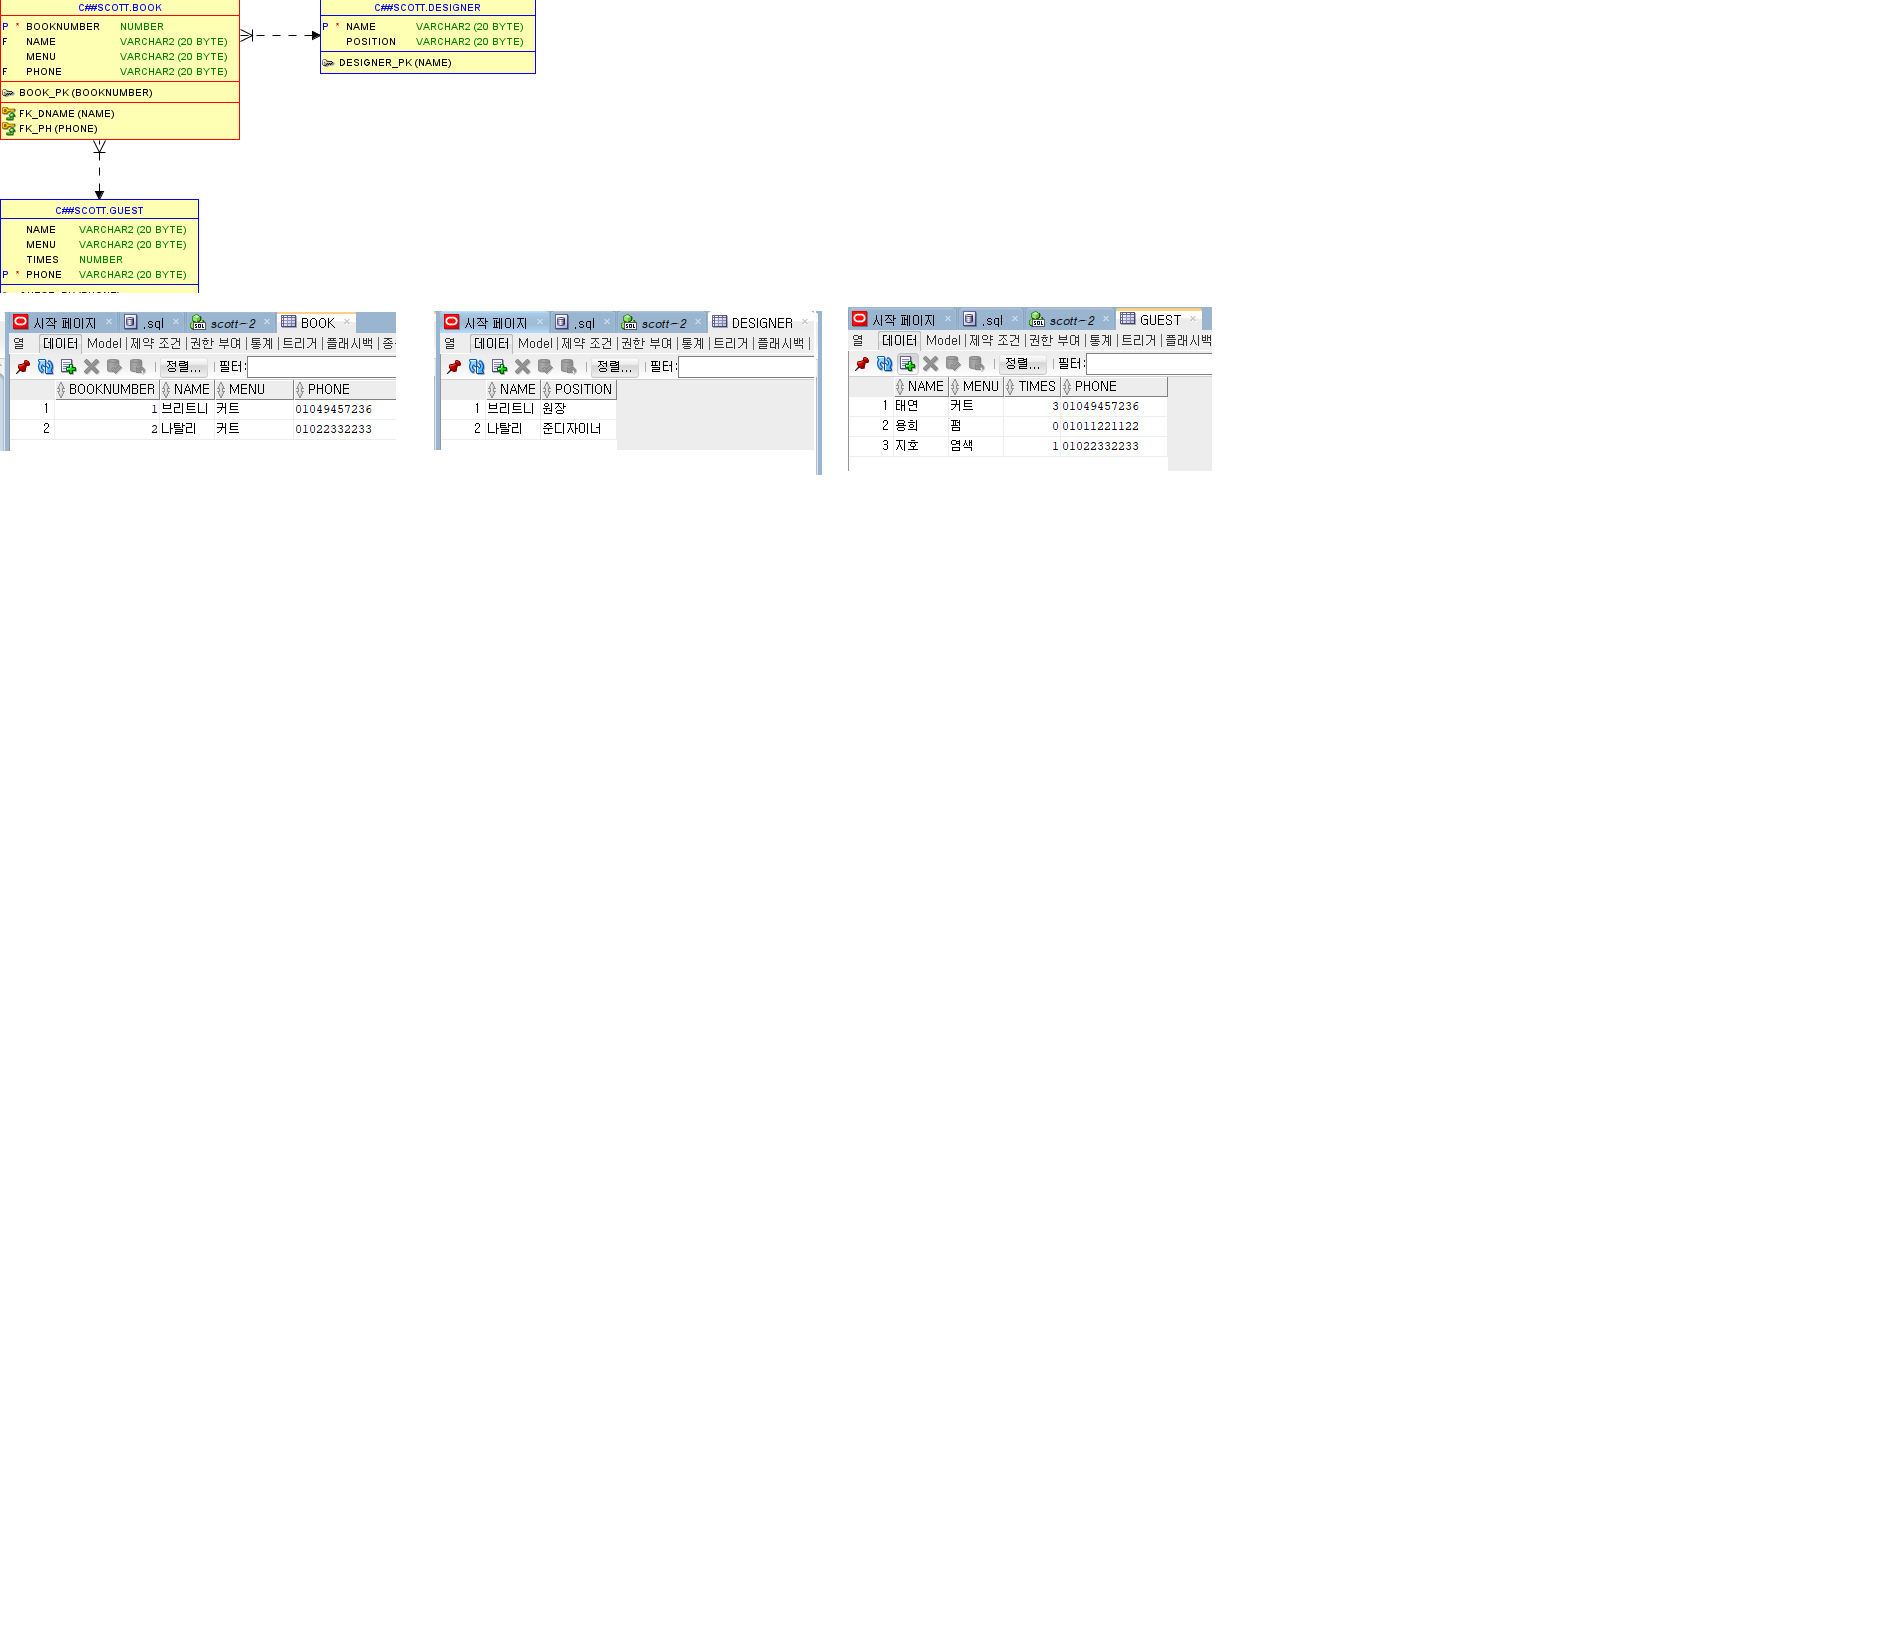 C##SCOTT.BOOK
P * BOOKNUMBER NUMBER
F NAME VARCHAR2 (20 BYTE)
MENU VARCHAR2 (20 BYTE)
F PHONE VARCHAR2 (20 BYTE)
BOOK_PK (BOOKNUMBER)
FK_DNAME (NAME)
FK_PH (PHONE)
C##SCOTT.DESIGNER
P * NAME VARCHAR2 (20 BYTE)
POSITION VARCHAR2 (20 BYTE)
DESIGNER_PK (NAME)
C##SCOTT.GUEST
NAME VARCHAR2 (20 BYTE)
MENU VARCHAR2 (20 BYTE)
TIMES NUMBER
P * PHONE VARCHAR2 (20 BYTE)
시작 페이지 .sql scott-2 BOOK
열 데이터 Model 제약 조건 권한 부여 통계 트리거 플래시백 종
정렬... 필터:
BOOKNUMBER NAME MENU PHONE
1 1 브리트니 커트 01049457236
2 2 나탈리 커트 01022332233
시작 페이지 .sql scott-2 DESIGNER
열 데이터 Model 제약 조건 권한 부여 통계 트리거 플래시백
정렬... 필터:
NAME POSITION
1 브리트니 원장
2 나탈리 준디자이너
시작 페이지 .sql scott-2 GUEST
열 데이터 Model 제약 조건 권한 부여 통계 트리거 플래시백
정렬... 필터:
NAME MENU TIMES PHONE
1 태연 커트 3 01049457236
2 용희 펌 0 01011221122
3 지호 염색 1 01022332233